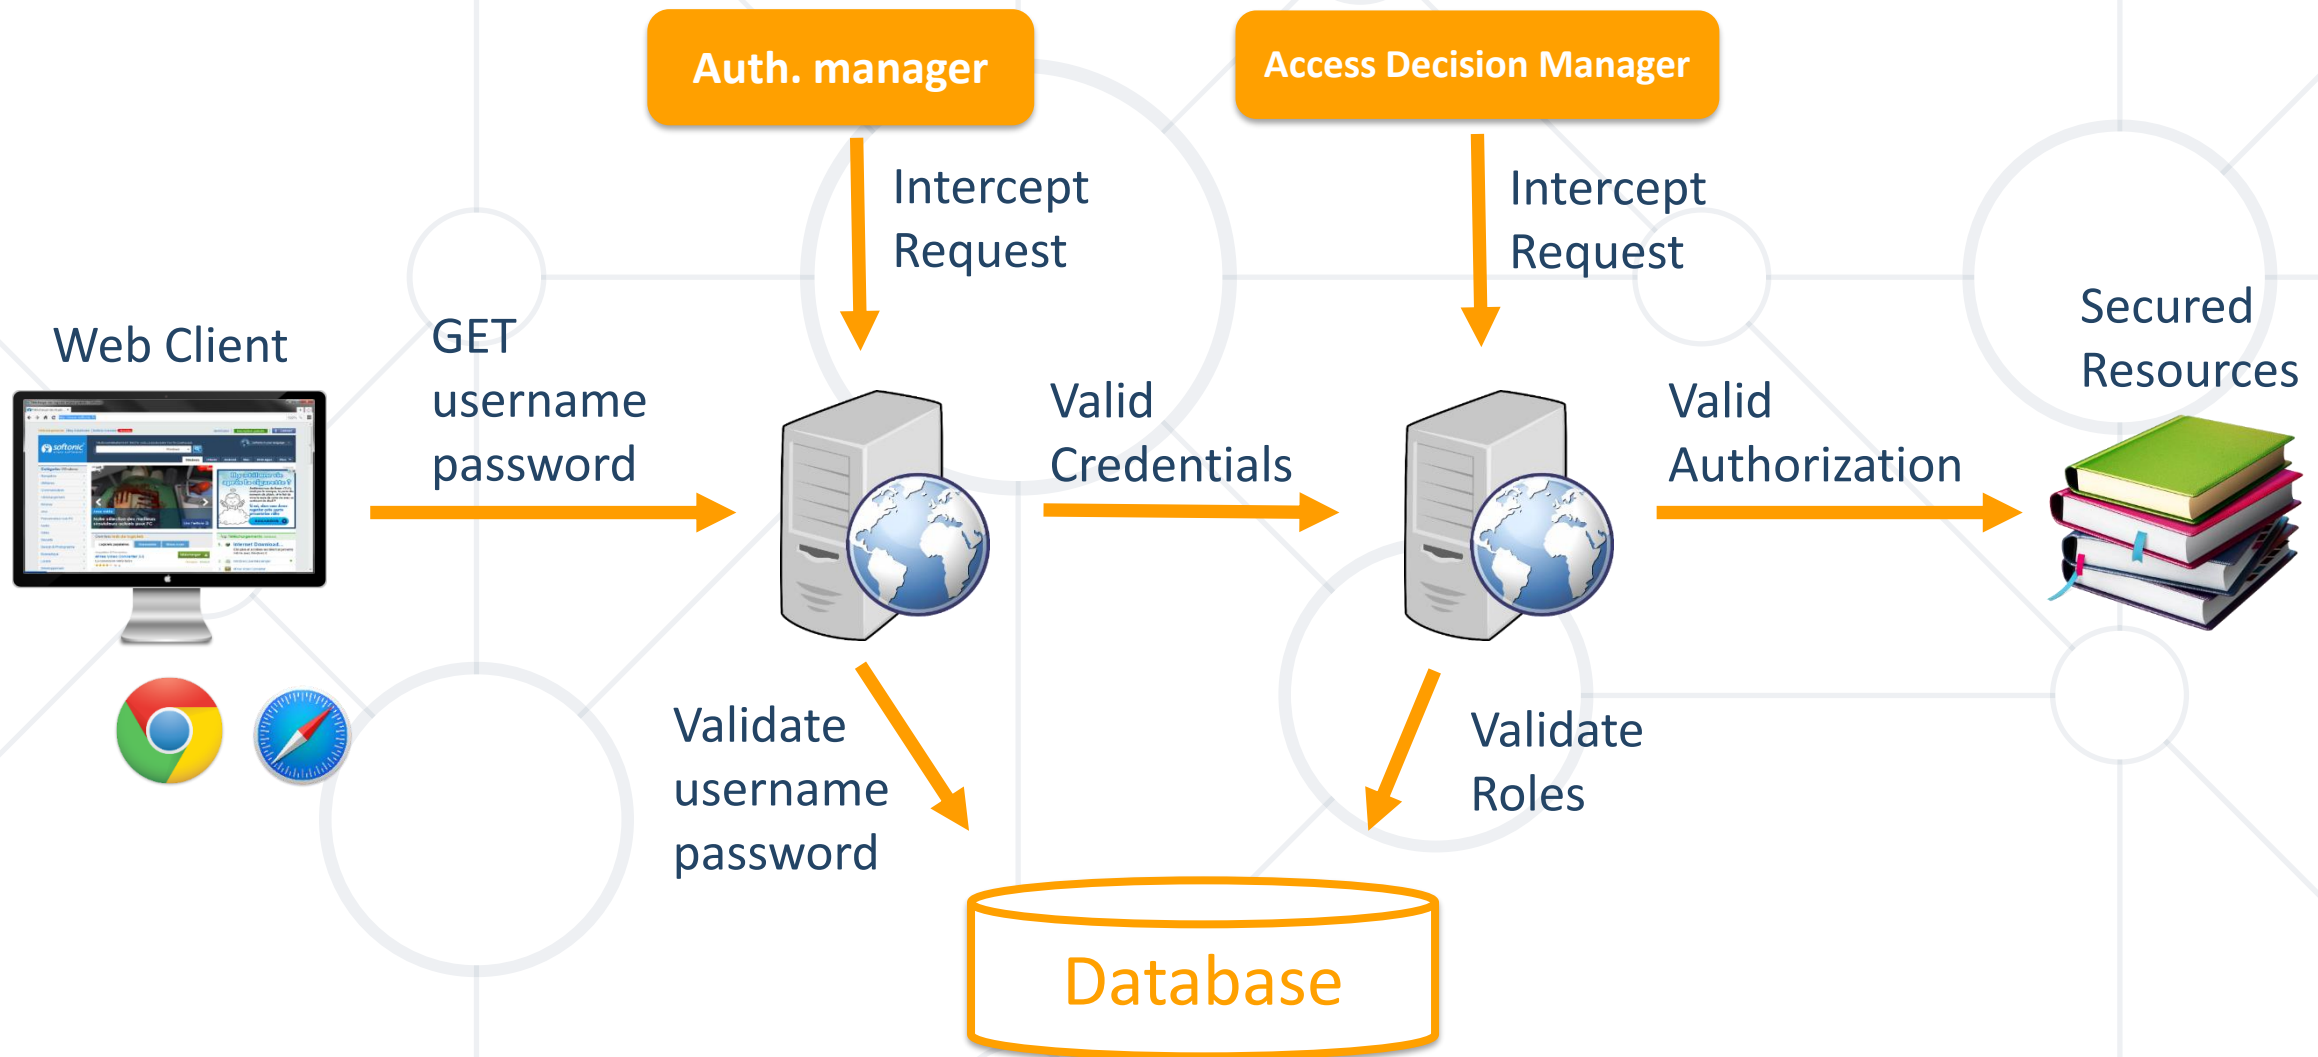 Auth. manager
Access Decision Manager
Intercept
Request
Intercept
Request
Web Client
GET
username
password
Valid
Credentials
Valid
Authorization
Secured
Resources
softonic
Validate
username
password
Validate
Roles
Database